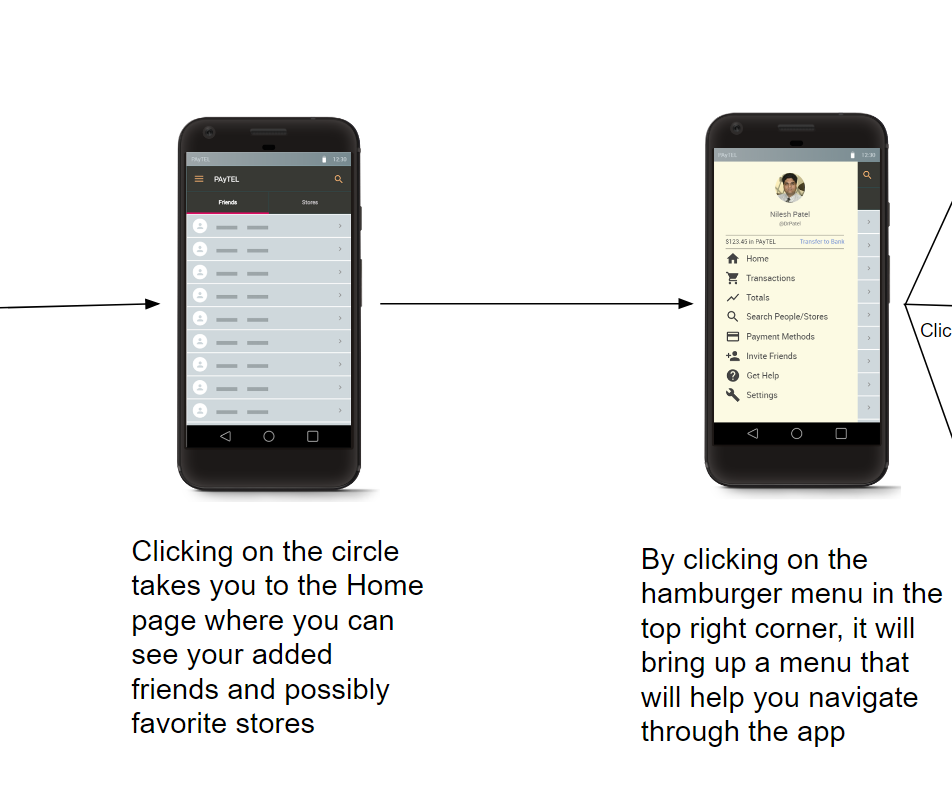 PAyTEL 12:30
PAyTEL
Friends Stores
Clicking on the circle
takes you to the Home
page where you can
see your added
friends and possibly
favorite stores
PAyTEL 12:30
Nilesh Patel
@DrPatel
$123.45 in PAyTEL Transfer to Bank
Home
Transactions
Totals
Search People/Stores
Payment Methods
Invite Friends
Get Help
Settings
By clicking on the
hamburger menu in the
top right corner, it will
bring up a menu that
will help you navigate
through the app
Clic